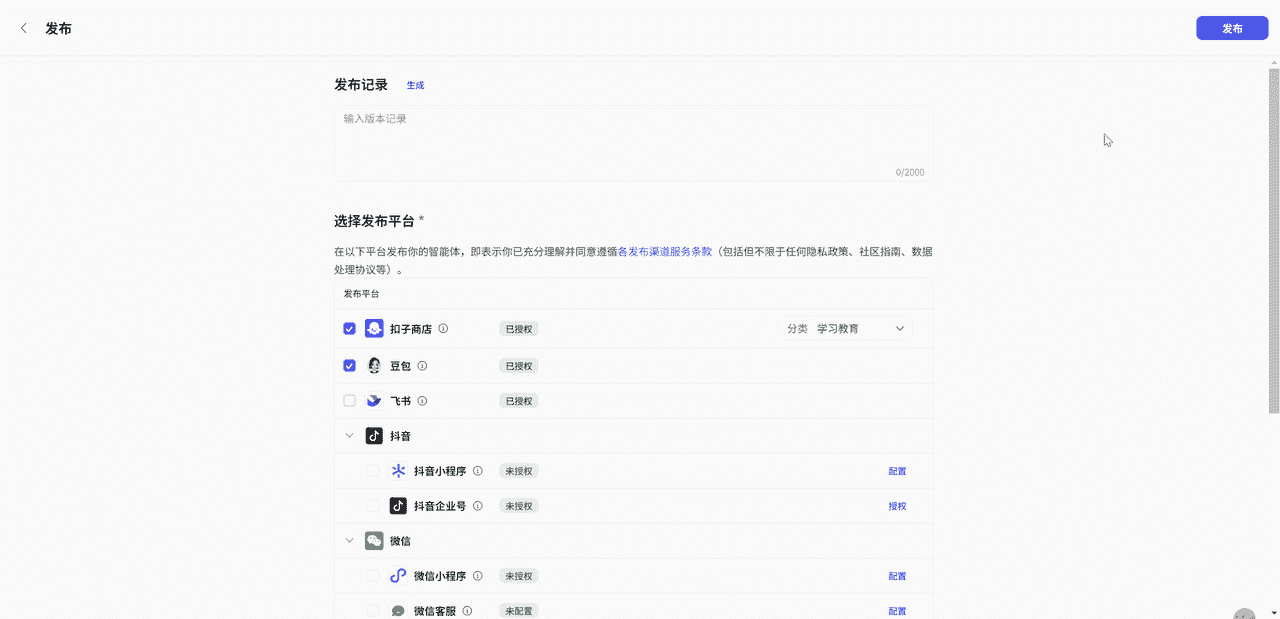 发布
发布
发布记录 生成
输入版本记录
0/2000
选择发布平台 *
在以下平台发布你的智能体，即表示你已充分理解并同意遵循各发布渠道服务条款（包括但不限于任何隐私政策、社区指南、数据
处理协议等）。
发布平台
扣子商店 已授权 分类 学习教育
豆包 已授权
飞书 已授权
抖音
抖音小程序 未授权 配置
抖音企业号 未授权 授权
微信
微信小程序 未授权 配置
微信客服 未配置 配置